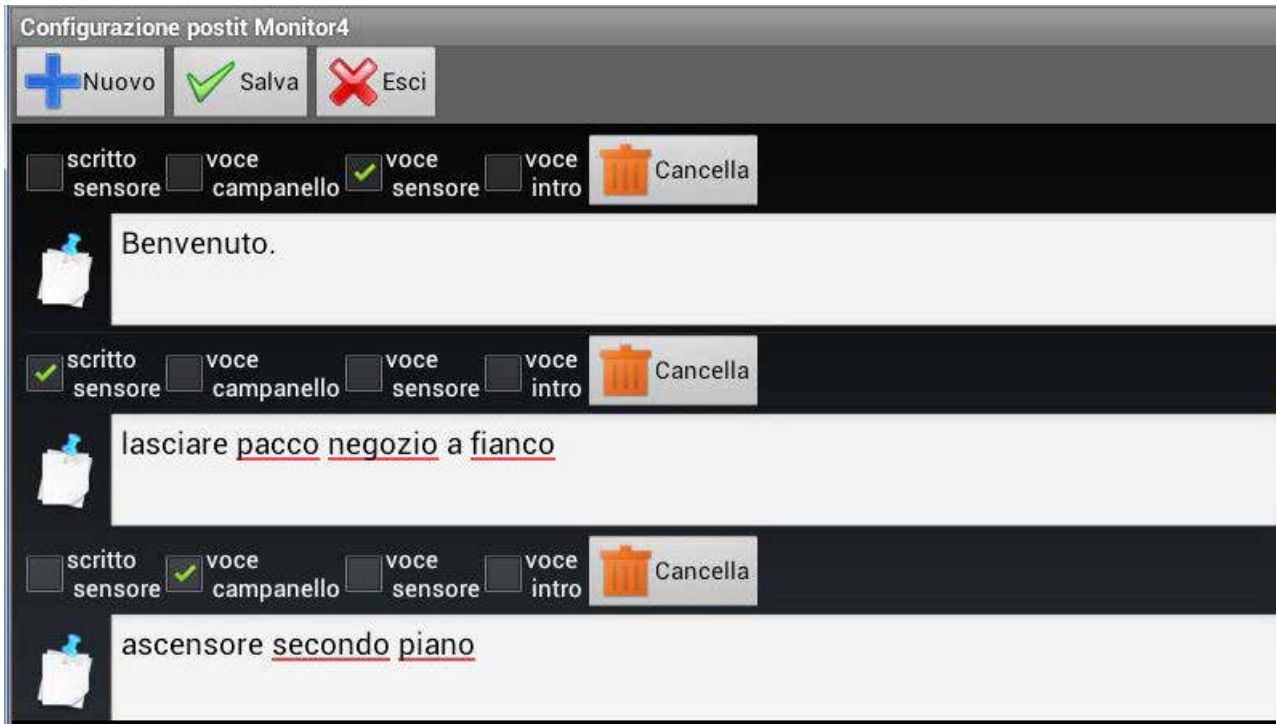 Configurazione postit Monitor4
Nuovo Salva Esci
scritto voce voce voce
sensore campanello sensore intro Cancella
Benvenuto.
scritto voce voce voce
sensore campanello sensore intro Cancella
lasciare pacco negozio a fianco
scritto voce voce voce
sensore campanello sensore intro Cancella
ascensore secondo piano